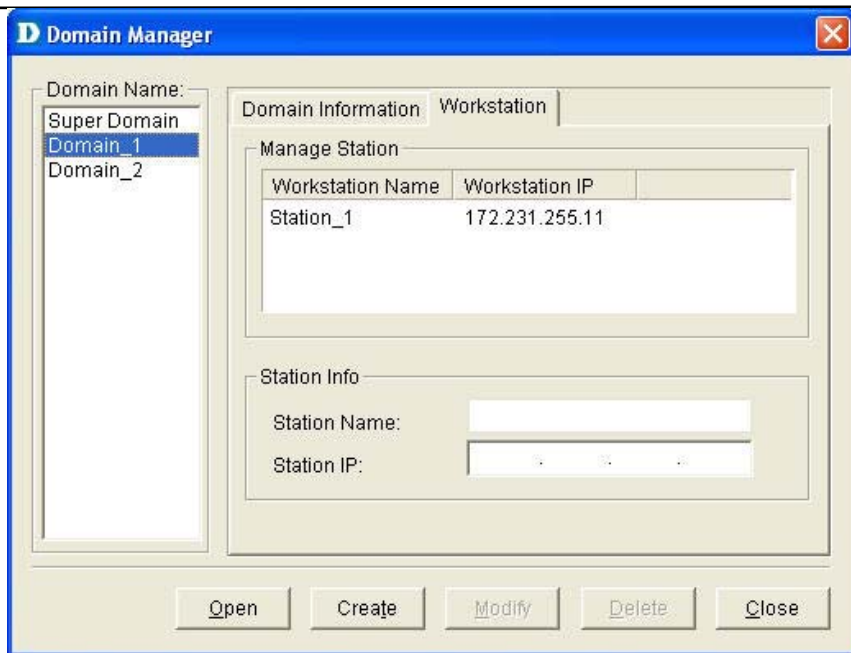 D Domain Manager
Domain Name:
Super Domain
Domain_1
Domain_2
Domain Information
Workstation
Manage Station
Workstation Name Workstation IP
Station_1 172.231.255.11
Station Info
Station Name:
Station IP:
. . .
Open Create Modify Delete Close